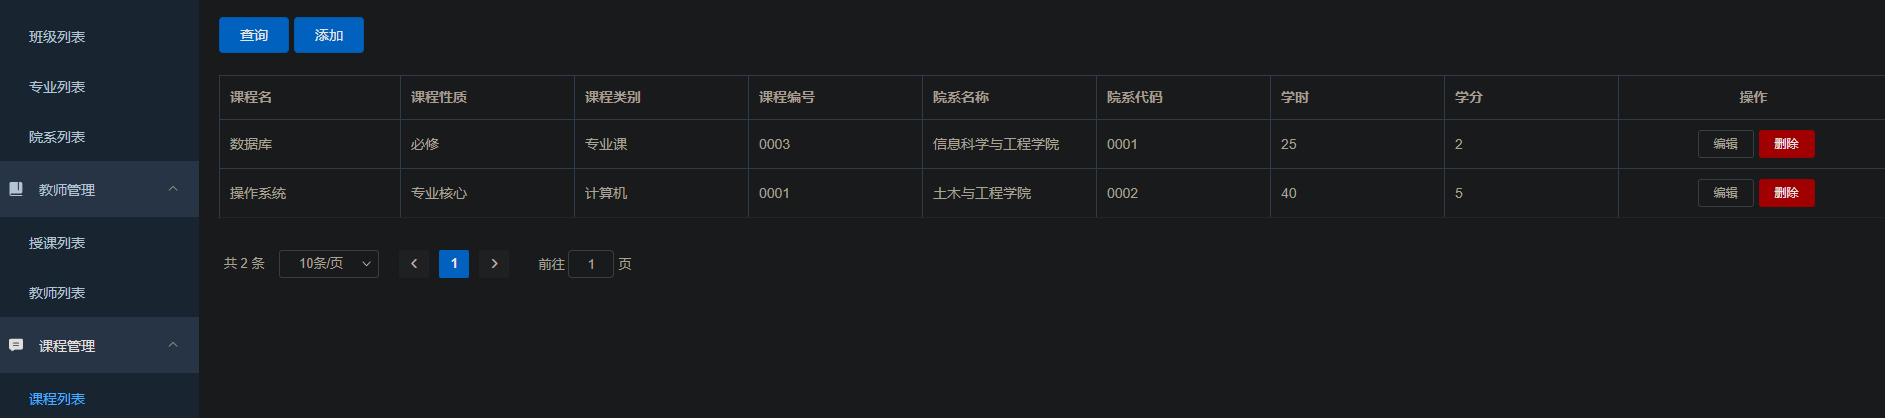 班级列表
专业列表
院系列表
教师管理
授课列表
教师列表
课程管理
课程列表
查询 添加
课程名 课程性质 课程类别 课程编号 院系名称 院系代码 学时 学分 操作
数据库 必修 专业课 0003 信息科学与工程学院 0001 25 2 编辑 删除
操作系统 专业核心 计算机 0001 土木与工程学院 0002 40 5 编辑 删除
共 2 条 10条/页 1 前往 1 页